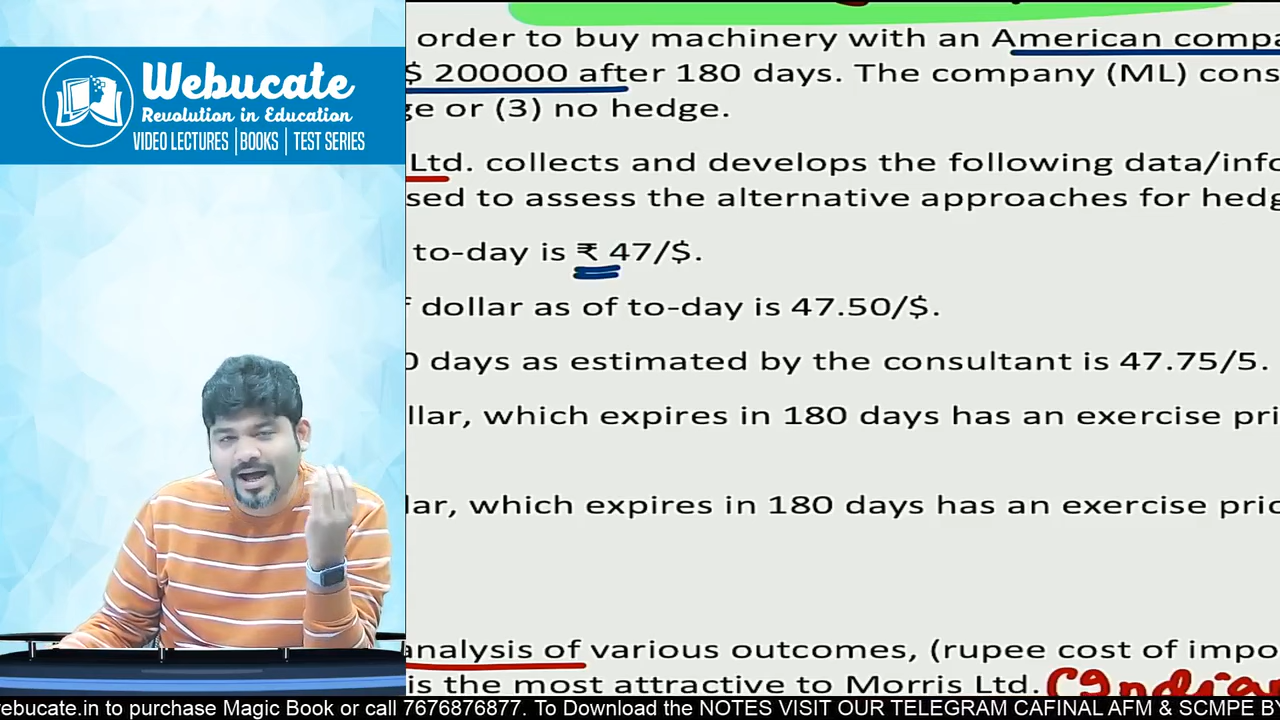 Webucate
Revolution in Education
VIDEO LECTURES | BOOKS | TEST SERIES
order to buy machinery with an American compa
$ 200000 after 180 days. The company (ML) cons
ge or (3) no hedge.
Ltd. collects and develops the following data/info
sed to assess the alternative approaches for hedg
to-day is ₹ 47/$.
f dollar as of to-day is 47.50/$.
0 days as estimated by the consultant is 47.75/5.
llar, which expires in 180 days has an exercise pri
lar, which expires in 180 days has an exercise pric
analysis of various outcomes, (rupee cost of impo
is the most attractive to Morris Ltd.
ebucate.in to purchase Magic Book or call 7676876877. To Download the NOTES VISIT OUR TELEGRAM CAFINAL AFM & SCMPE BY